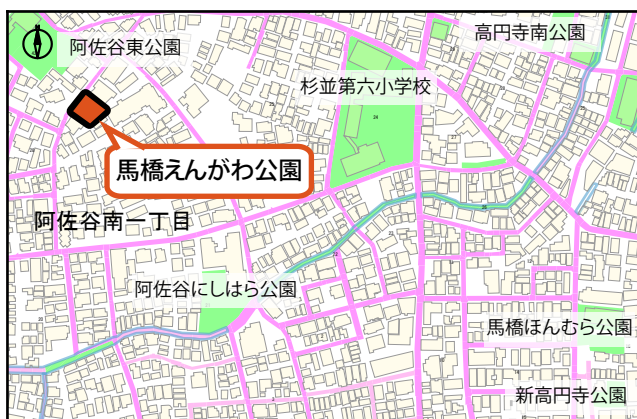 阿佐谷東公園
高円寺南公園
杉並第六小学校
馬橋えんがわ公園
阿佐谷南一丁目
阿佐谷にしはら公園
馬橋ほんむら公園
新高円寺公園